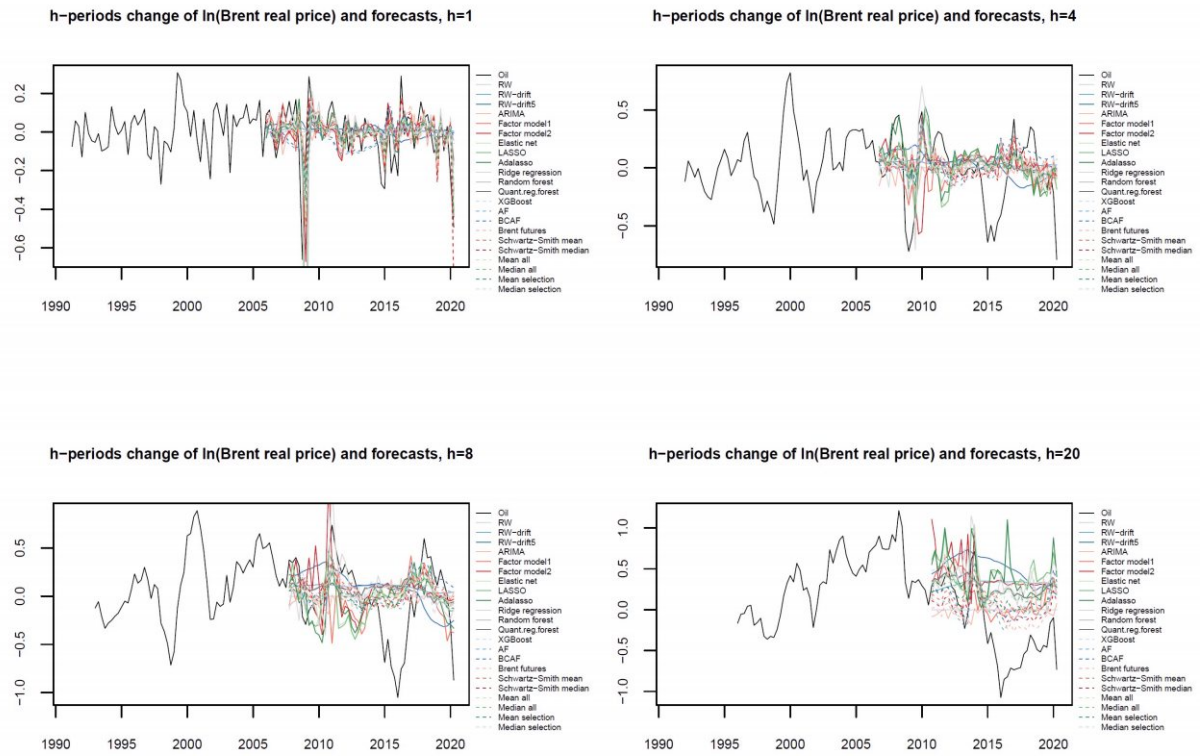 h−periods change of ln(Brent real price) and forecasts, h=1
0.2
0.0
−0.2
−0.4
−0.6
1990 1995 2000 2005 2010 2015 2020
Oil
RW
RW−drift
RW−drift5
ARIMA
Factor model1
Factor model2
Elastic net
LASSO
Adalasso
Ridge regression
Random forest
Quant.reg.forest
XGBoost
AF
BCAF
Brent futures
Schwartz−Smith mean
Schwartz−Smith median
Mean all
Median all
Mean selection
Median selection
h−periods change of ln(Brent real price) and forecasts, h=4
0.5
0.0
−0.5
1990 1995 2000 2005 2010 2015 2020
Oil
RW
RW−drift
RW−drift5
ARIMA
Factor model1
Factor model2
Elastic net
LASSO
Adalasso
Ridge regression
Random forest
Quant.reg.forest
XGBoost
AF
BCAF
Brent futures
Schwartz−Smith mean
Schwartz−Smith median
Mean all
Median all
Mean selection
Median selection
h−periods change of ln(Brent real price) and forecasts, h=8
0.5
0.0
−0.5
−1.0
1990 1995 2000 2005 2010 2015 2020
Oil
RW
RW−drift
RW−drift5
ARIMA
Factor model1
Factor model2
Elastic net
LASSO
Adalasso
Ridge regression
Random forest
Quant.reg.forest
XGBoost
AF
BCAF
Brent futures
Schwartz−Smith mean
Schwartz−Smith median
Mean all
Median all
Mean selection
Median selection
h−periods change of ln(Brent real price) and forecasts, h=20
1.0
0.5
0.0
−0.5
−1.0
1990 1995 2000 2005 2010 2015 2020
Oil
RW
RW−drift
RW−drift5
ARIMA
Factor model1
Factor model2
Elastic net
LASSO
Adalasso
Ridge regression
Random forest
Quant.reg.forest
XGBoost
AF
BCAF
Brent futures
Schwartz−Smith mean
Schwartz−Smith median
Mean all
Median all
Mean selection
Median selection